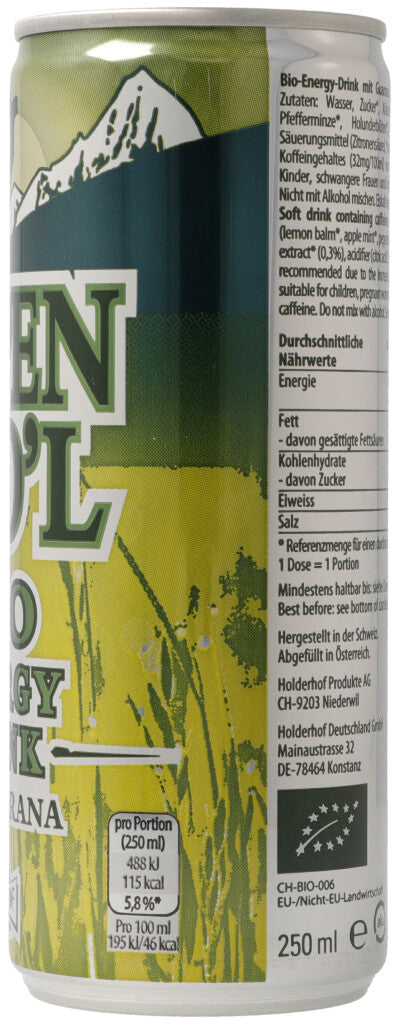 EN
'L
O
GY
NK
RANA
pro Portion
(250 ml)
488 kJ
115 kcal
5,8%*
Pro 100 ml
195 kJ/46 kcal
Bio-Energy-Drink mit
Zutaten: Wasser, Zucker*,
Pfefferminze*, Holunderblüten*
Säuerungsmittel (Zitronensäure)
Koffeingehaltes (32mg/100ml)
Kinder, schwangere Frauen und
Nicht mit Alkohol mischen.
Soft drink containing caffeine
(lemon balm*, apple mint*,
extract* (0,3%), acidifier (citric
recommended due to the
suitable for children, pregnant
caffeine. Do not mix with alcohol.
Durchschnittliche
Nährwerte
Energie
Fett
- davon gesättigte Fettsäuren
Kohlenhydrate
- davon Zucker
Eiweiss
Salz
* Referenzmenge für einen
1 Dose = 1 Portion
Mindestens haltbar bis: siehe
Best before: see bottom of can
Hergestellt in der Schweiz.
Abgefüllt in Österreich.
Holderhof Produkte AG
CH-9203 Niederwil
Holderhof Deutschland GmbH
Mainaustrasse 32
DE-78464 Konstanz
CH-BIO-006
EU-/Nicht-EU-Landwirtschaft
250 ml e